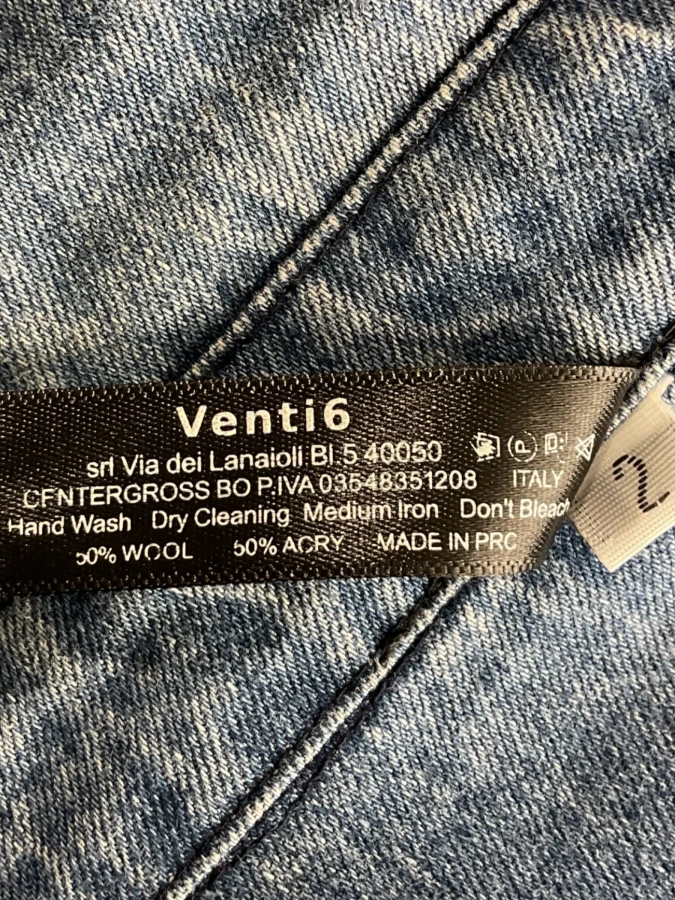 Venti6
srl Via dei Lanaioli Bl.5 40050
CENTERGROSS BO P.IVA 03548351208 ITALY
Hand Wash Dry Cleaning Medium Iron Don't Bleach
50% WOOL 50% ACRY MADE IN PRC
2